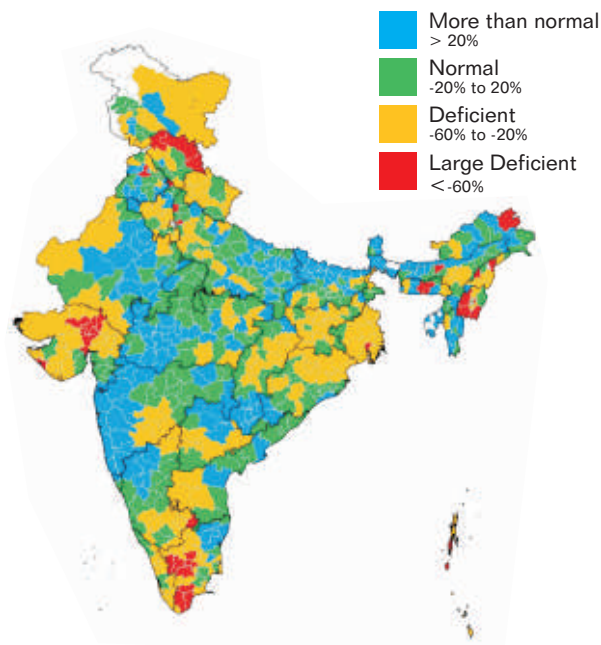 More than normal
> 20%
Normal
-20% to 20%
Deficient
-60% to -20%
Large Deficient
<-60%